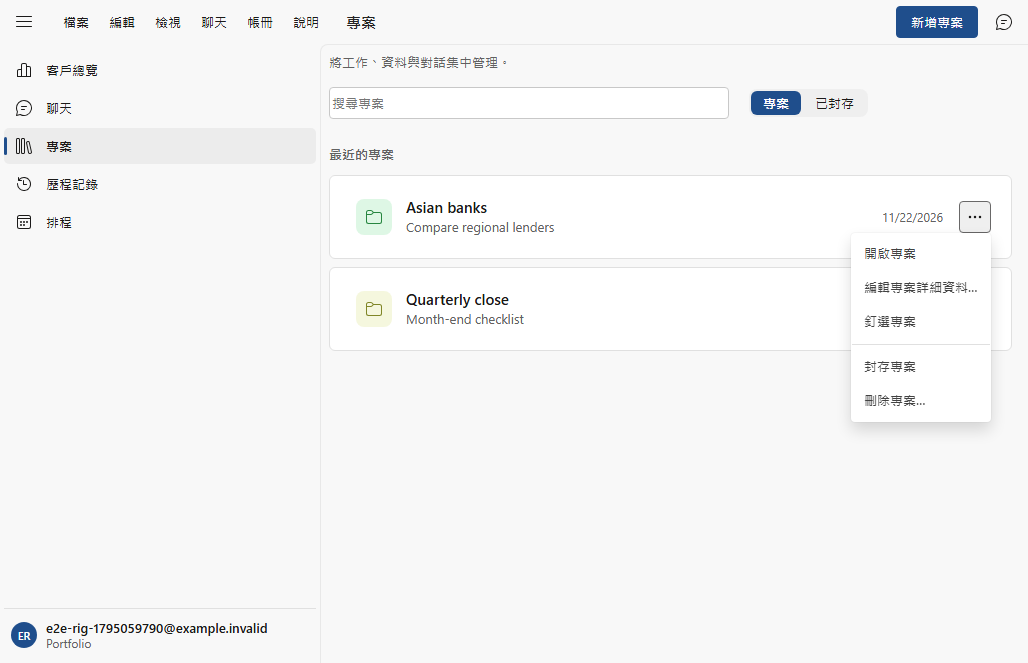 檔案 編輯 檢視 聊天 帳冊 說明 專案 新增專案
客戶總覽
聊天
專案
歷程記錄
排程
將工作、資料與對話集中管理。
搜尋專案
專案 已封存
最近的專案
Asian banks
Compare regional lenders
11/22/2026
開啟專案
編輯專案詳細資料...
釘選專案
封存專案
刪除專案...
Quarterly close
Month-end checklist
ER
e2e-rig-1795059790@example.invalid
Portfolio